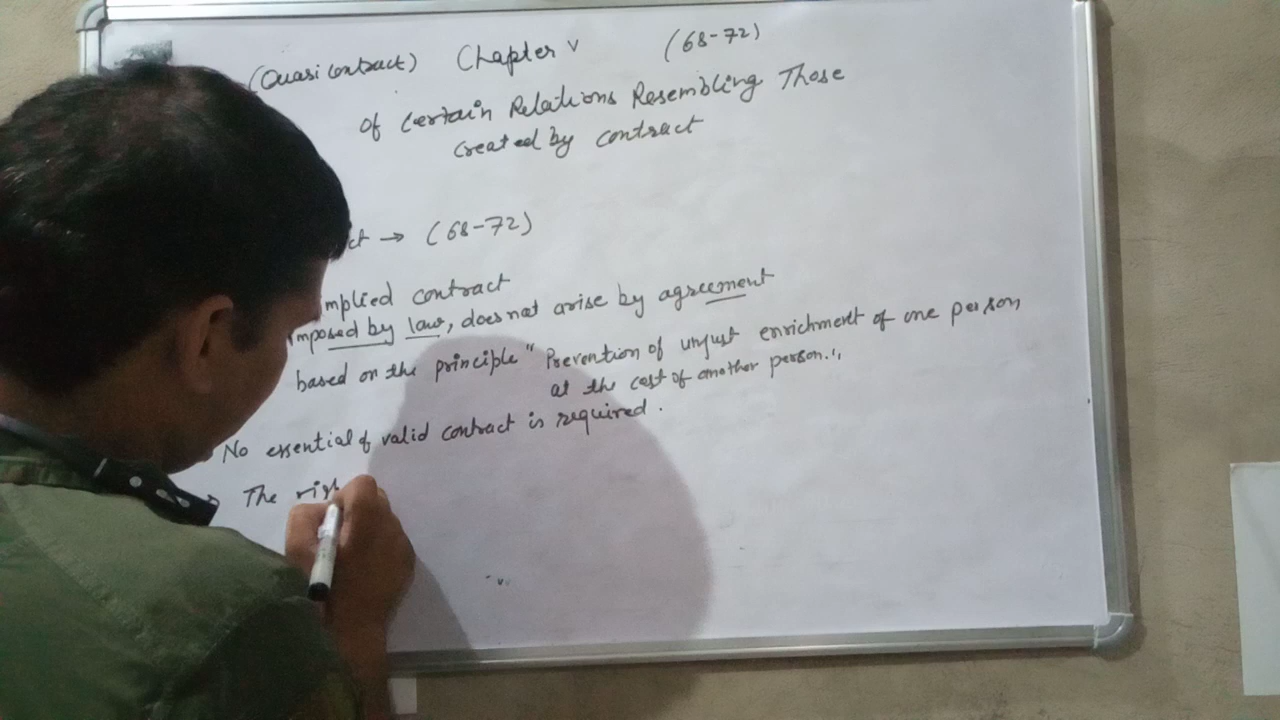 (Quasi contract) Chapter V (68-72)
Of Certain Relations Resembling Those
created by contract
ct → (68-72)
mplied contract
mposed by law, does not arise by agreement
based on the principle "Prevention of unjust enrichment of one person,
at the cost of another person."
No essential of valid contract is required.
The rig